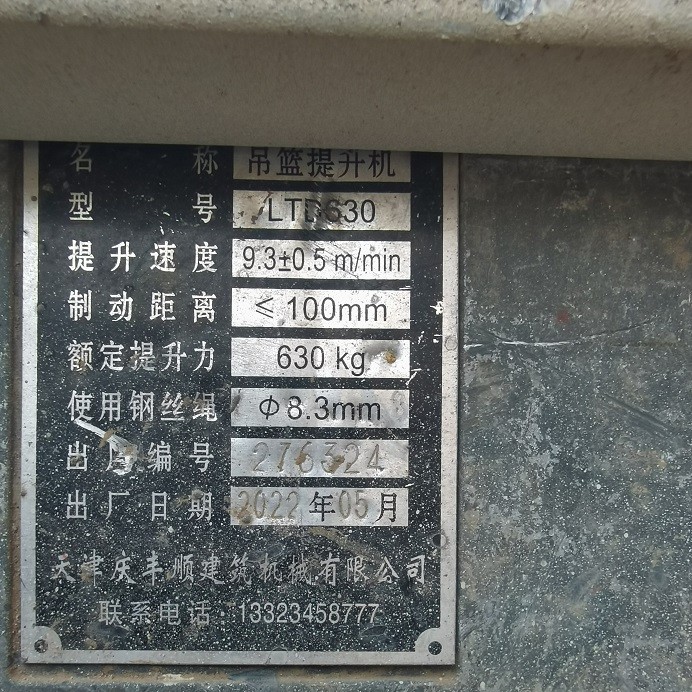 名称 吊篮提升机
型号 LTD630
提升速度 9.3±0.5 m/min
制动距离 ≤ 100mm
额定提升力 630 kg
使用钢丝绳 Φ8.3mm
出厂编号 276324
出厂日期 2022年05月
天津庆丰顺建筑机械有限公司
联系电话:13323458777